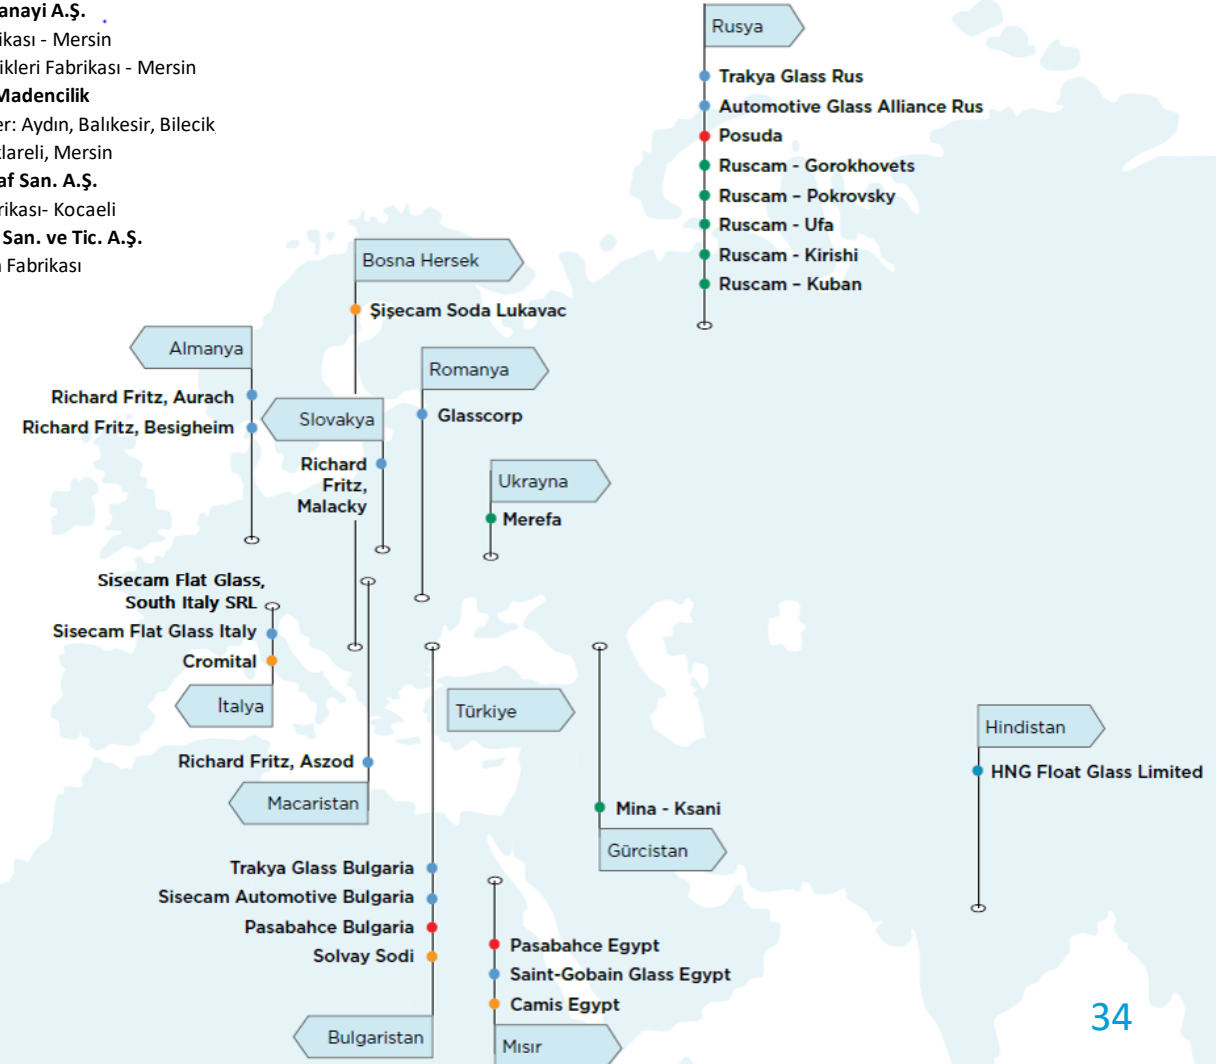 anayi A.Ş.
ikası - Mersin
ikleri Fabrikası - Mersin
Madencilik
er: Aydın, Balıkesir, Bilecik
klareli, Mersin
af San. A.Ş.
rikası- Kocaeli
San. ve Tic. A.Ş.
Fabrikası
Rusya
Trakya Glass Rus
Automotive Glass Alliance Rus
Posuda
Ruscam - Gorokhovets
Ruscam – Pokrovsky
Ruscam - Ufa
Ruscam - Kirishi
Ruscam – Kuban
Bosna Hersek
Şişecam Soda Lukavac
Almanya
Richard Fritz, Aurach
Richard Fritz, Besigheim
Slovakya
Richard
Fritz,
Malacky
Romanya
Glasscorp
Ukrayna
Merefa
Sisecam Flat Glass,
South Italy SRL
Sisecam Flat Glass Italy
Cromital
İtalya
Türkiye
Richard Fritz, Aszod
Macaristan
Mina - Ksani
Gürcistan
Hindistan
HNG Float Glass Limited
Trakya Glass Bulgaria
Sisecam Automotive Bulgaria
Pasabahce Bulgaria
Solvay Sodi
Bulgaristan
Pasabahce Egypt
Saint-Gobain Glass Egypt
Camis Egypt
Mısır
34